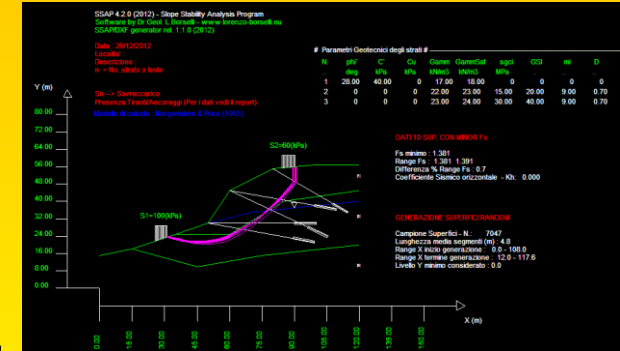 SSAP 4.2.0 (2012) - Slope Stability Analysis Program
Software by Dr.Geol. L.Borselli - www.lorenzo-borselli.eu
SSAP/DXF generator rel. 1.1.0 (2012)
Data : 26/12/2012
Localita' :
Descrizione :
n. = No. strato o lente
Sn --> Sovraccarico
Presenza Tiranti/Ancoraggi (Per i dati vedi il report)
Modello di calcolo : Morgenstern & Price (1965)
# Parametri Geotecnici degli strati #
N. phi' C' Cu Gamm GammSat sgci GSI mi D
.. deg kPa kPa kN/m3 kN/m3 MPa .. .. ..
1 28.00 40.00 0 17.00 18.00 0 0 0 0
2 0 0 0 22.00 23.00 15.00 20.00 9.00 0.70
3 0 0 0 23.00 24.00 30.00 40.00 9.00 0.70
DATI 10 SUP. CON MINOR Fs
Fs minimo : 1.381
Range Fs : 1.381 1.391
Differenza % Range Fs : 0.7
Coefficiente Sismico orizzontale - Kh: 0.000
GENERAZIONE SUPERFICI RANDOM
Campione Superfici - N.: 7047
Lunghezza media segmenti (m) : 4.8
Range X inizio generazione : 0.0 - 108.0
Range X termine generazione : 12.0 - 117.6
Livello Y minimo considerato : 0.0
Y (m)
80.00
72.00
64.00
56.00
48.00
40.00
32.00
24.00
16.00
8.00
0.00
S2=60(kPa)
S1=100(kPa)
X (m)
0.00 15.00 30.00 45.00 60.00 75.00 90.00 105.00 120.00 135.00 150.00